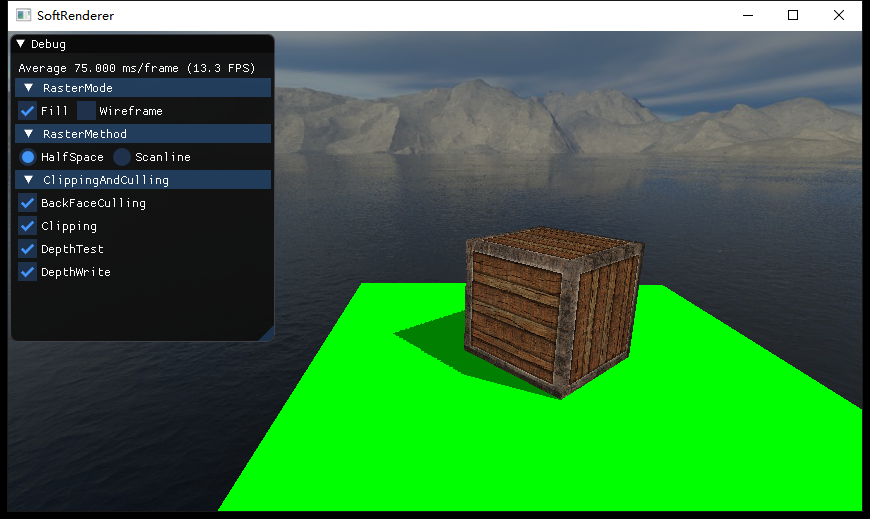 SoftRenderer
Debug
Average 75.000 ms/frame (13.3 FPS)
RasterMode
Fill Wireframe
RasterMethod
HalfSpace Scanline
ClippingAndCulling
BackFaceCulling
Clipping
DepthTest
DepthWrite